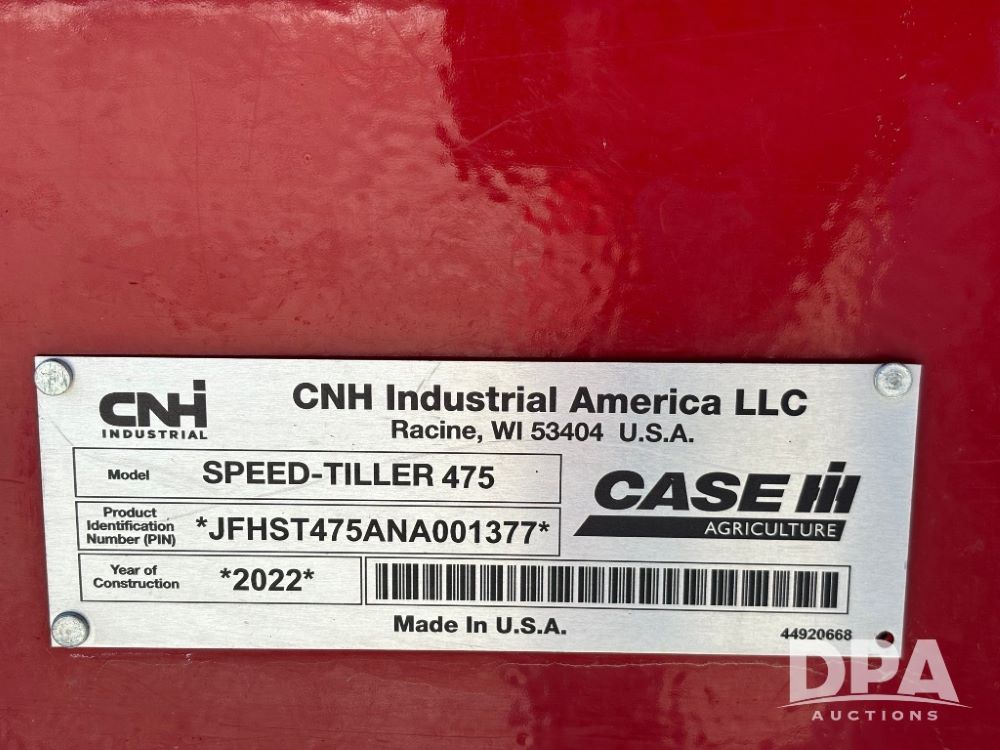 CNH
INDUSTRIAL
CNH Industrial America LLC
Racine, WI 53404 U.S.A.
Model SPEED-TILLER 475
Product
Identification
Number (PIN)
*JFHST475ANA001377*
CASE IH
AGRICULTURE
Year of
Construction
*2022*
Made In U.S.A.
44920668
DPA
AUCTIONS